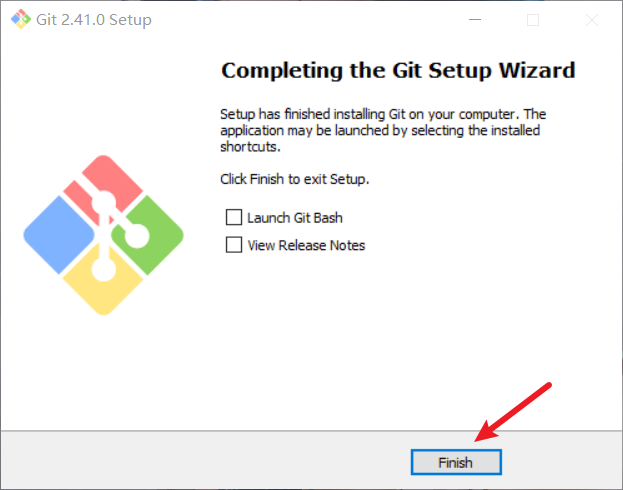 Git 2.41.0 Setup
Completing the Git Setup Wizard
Setup has finished installing Git on your computer. The
application may be launched by selecting the installed
shortcuts.
Click Finish to exit Setup.
Launch Git Bash
View Release Notes
Finish